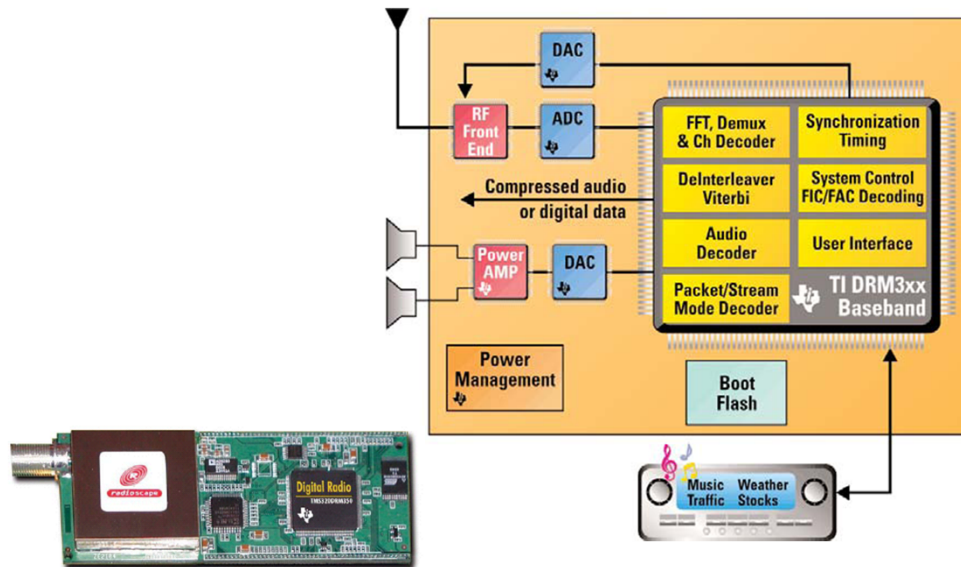 DAC
RF
Front
End
ADC
FFT, Demux
& Ch Decoder
Synchronization
Timing
DeInterleaver
Viterbi
System Control
FIC/FAC Decoding
Compressed audio
or digital data
Audio
Decoder
User Interface
Power
AMP
DAC
Packet/Stream
Mode Decoder
TI DRM3xx
Baseband
Power
Management
Boot
Flash
Music Weather
Traffic Stocks
radioscape
Digital Radio
TMS320DRM350